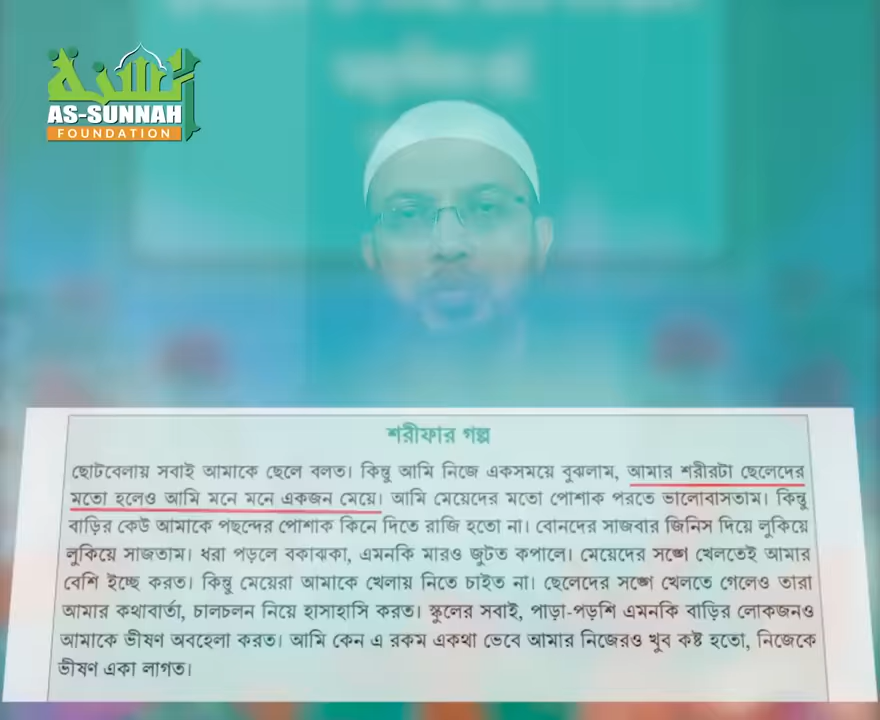 السنة
AS-SUNNAH
FOUNDATION
শরীফার গল্প
ছোটবেলায় সবাই আমাকে ছেলে বলত। কিন্তু আমি নিজে একসময়ে বুঝলাম, আমার শরীরটা ছেলেদের
মতো হলেও আমি মনে মনে একজন মেয়ে। আমি মেয়েদের মতো পোশাক পরতে ভালোবাসতাম। কিন্তু
বাড়ির কেউ আমাকে পছন্দের পোশাক কিনে দিতে রাজি হতো না। বোনদের সাজবার জিনিস দিয়ে লুকিয়ে
লুকিয়ে সাজতাম। ধরা পড়লে বকাঝকা, এমনকি মারও জুটত কপালে। মেয়েদের সঙ্গে খেলতেই আমার
বেশি ইচ্ছে করত। কিন্তু মেয়েরা আমাকে খেলায় নিতে চাইত না। ছেলেদের সঙ্গে খেলতে গেলেও তারা
আমার কথাবার্তা, চালচলন নিয়ে হাসাহাসি করত। স্কুলের সবাই, পাড়া-পড়শি এমনকি বাড়ির লোকজনও
আমাকে ভীষণ অবহেলা করত। আমি কেন এ রকম একথা ভেবে আমার নিজেরও খুব কষ্ট হতো, নিজেকে
ভীষণ একা লাগত।